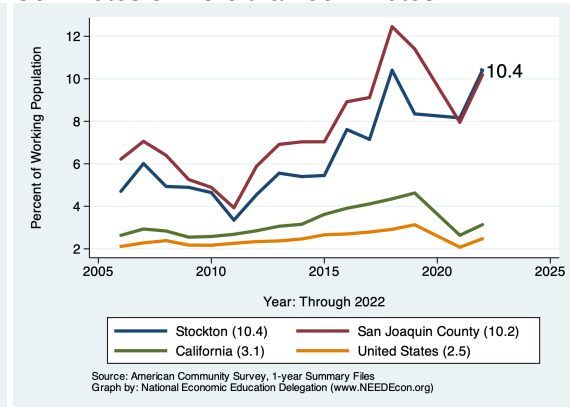 12
10
8
6
4
2
Percent of Working Population
10.4
2005
2010
2015
2020
2025
Year: Through 2022
Stockton (10.4)
San Joaquin County (10.2)
California (3.1)
United States (2.5)
Source: American Community Survey, 1-year Summary Files
Graph by: National Economic Education Delegation (www.NEEDEcon.org)